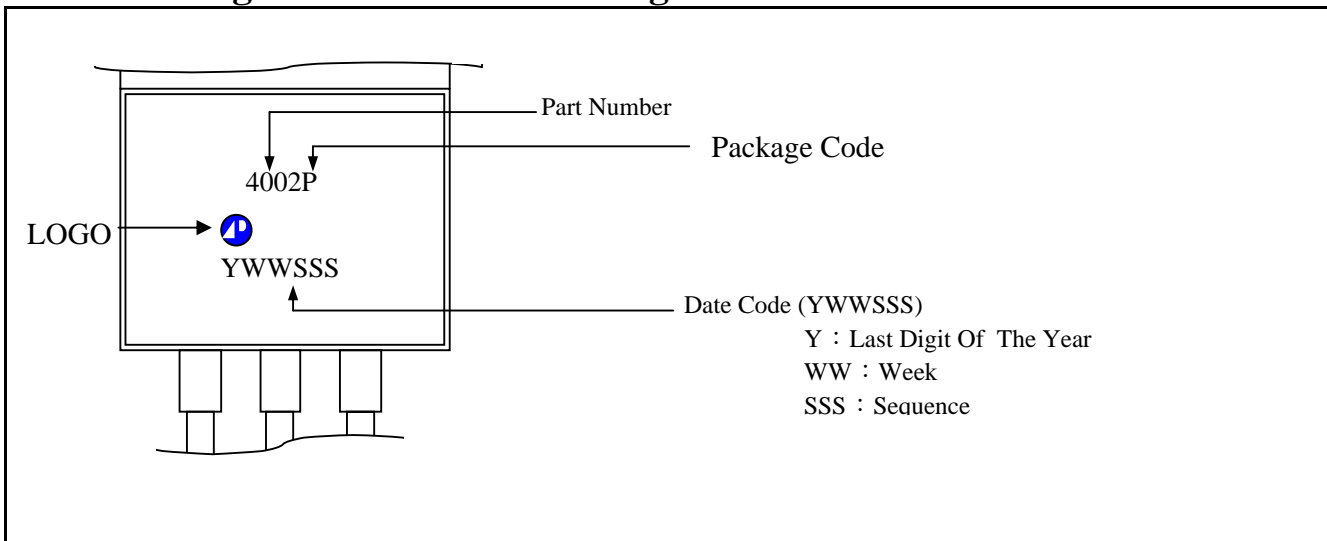 Part Number
Package Code
4002P
LOGO
YWWSSS
Date Code (YWWSSS)
Y：Last Digit Of The Year
WW：Week
SSS：Sequence